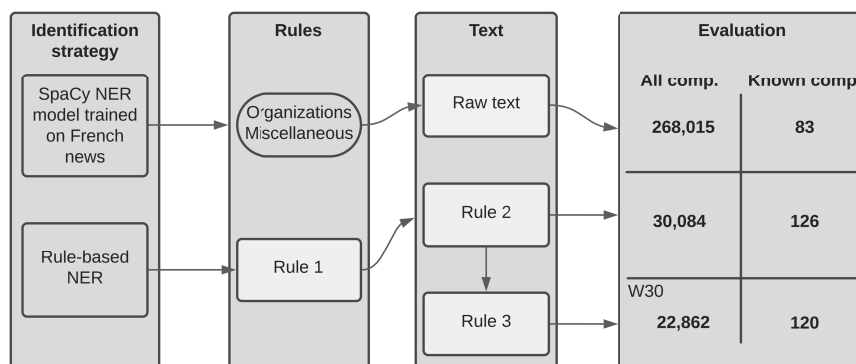 Identification
strategy
SpaCy NER
model trained
on French
news
Rule-based
NER
Rules
Organizations
Miscellaneous
Rule 1
Text
Raw text
Rule 2
Rule 3
Evaluation
All comp. Known comp
268,015 83
30,084 126
W30
22,862 120